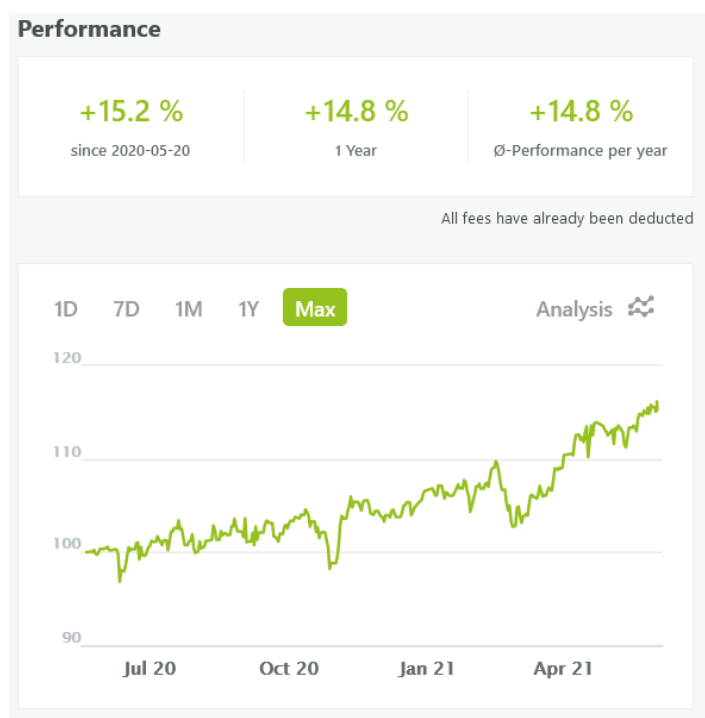 Performance
+15.2 % +14.8 % +14.8 %
since 2020-05-20 1 Year Ø-Performance per year
All fees have already been deducted
1D 7D 1M 1Y Max Analysis
120
110
100
90
Jul 20 Oct 20 Jan 21 Apr 21